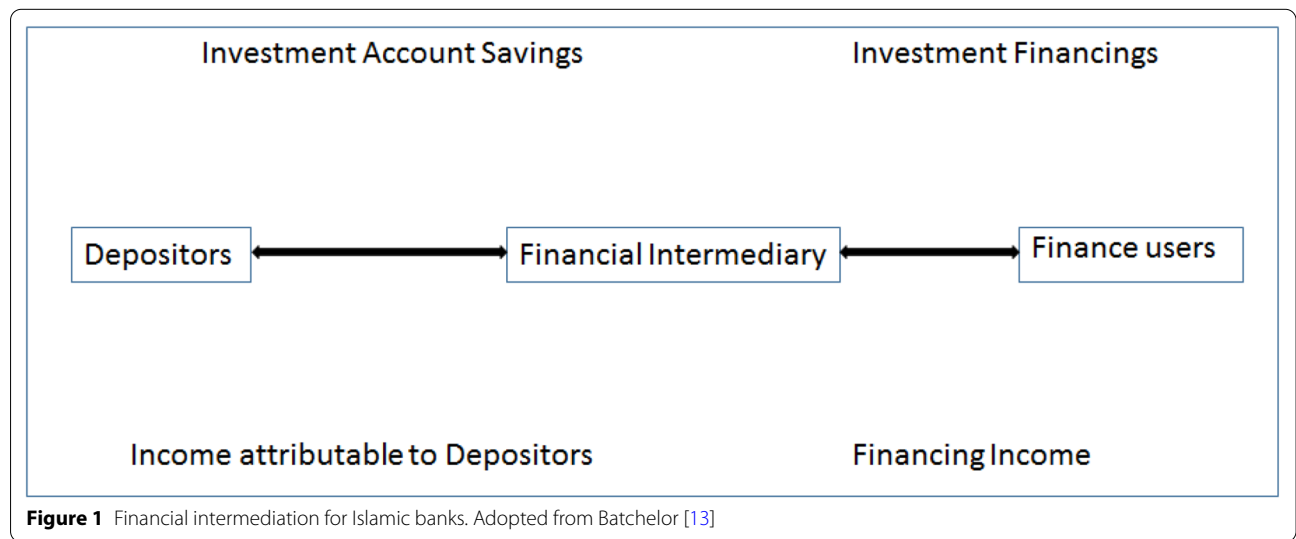 Investment Account Savings
Investment Financings
Depositors
Financial Intermediary
Finance users
Income attributable to Depositors
Financing Income
Figure 1 Financial intermediation for Islamic banks. Adopted from Batchelor [13]